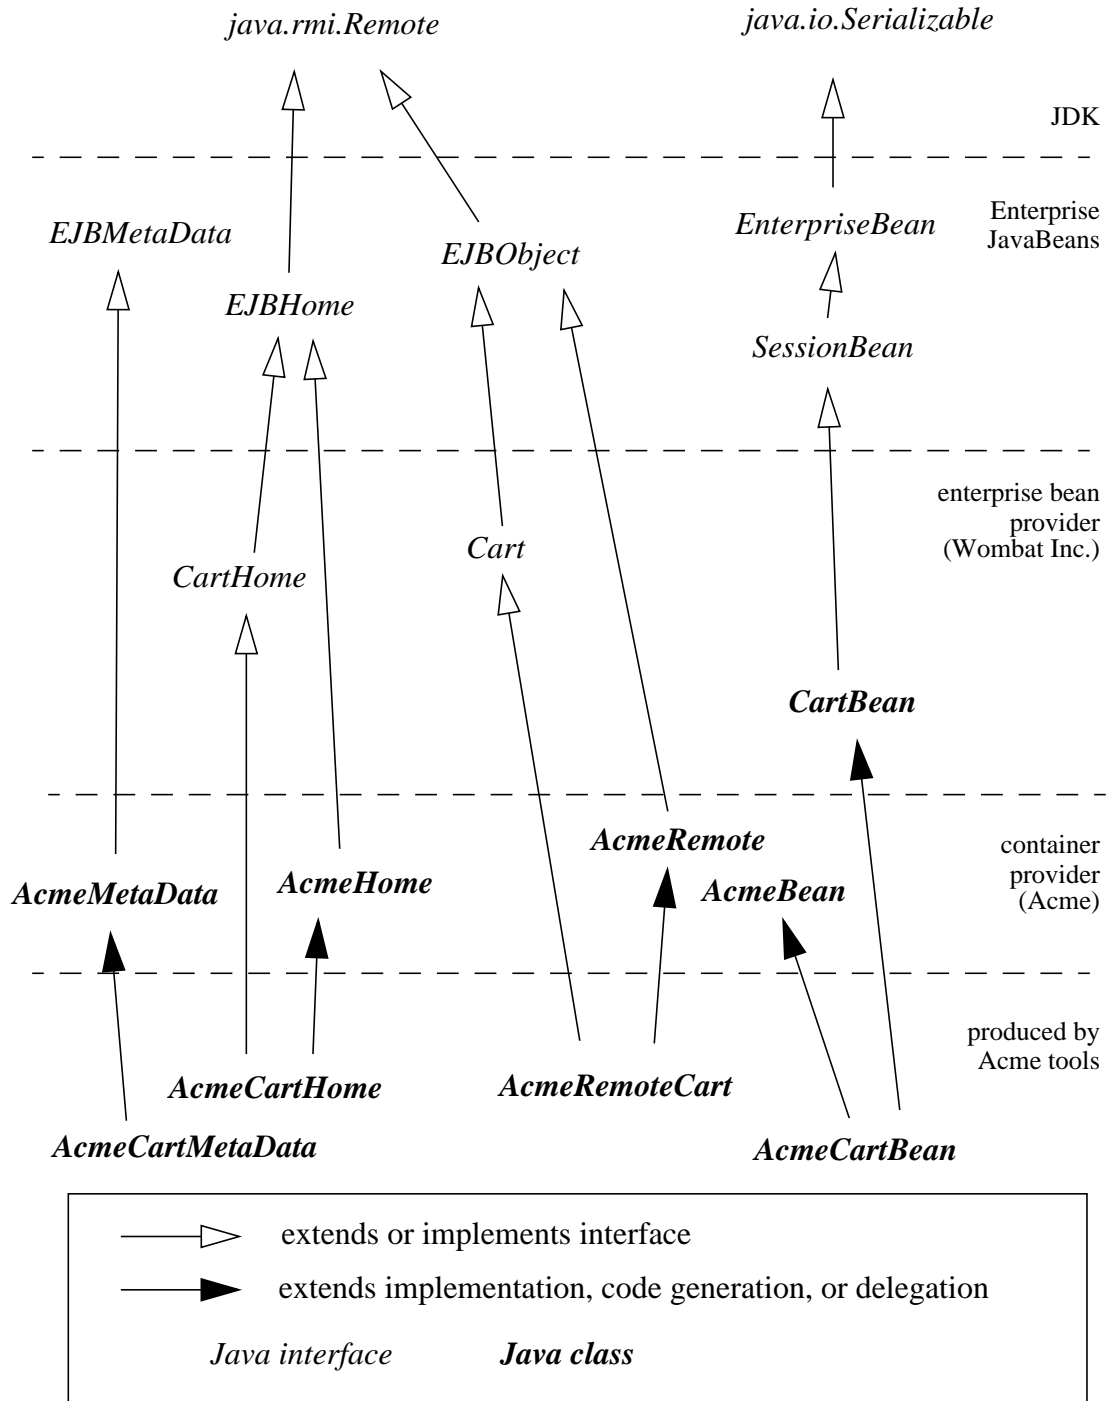 java.rmi.Remote
java.io.Serializable
JDK
EJBMetaData
EJBObject
EnterpriseBean
Enterprise
JavaBeans
EJBHome
SessionBean
enterprise bean
provider
(Wombat Inc.)
Cart
CartHome
CartBean
AcmeRemote
container
provider
(Acme)
AcmeMetaData
AcmeHome
AcmeBean
produced by
Acme tools
AcmeCartHome
AcmeRemoteCart
AcmeCartMetaData
AcmeCartBean
extends or implements interface
extends implementation, code generation, or delegation
Java interface
Java class